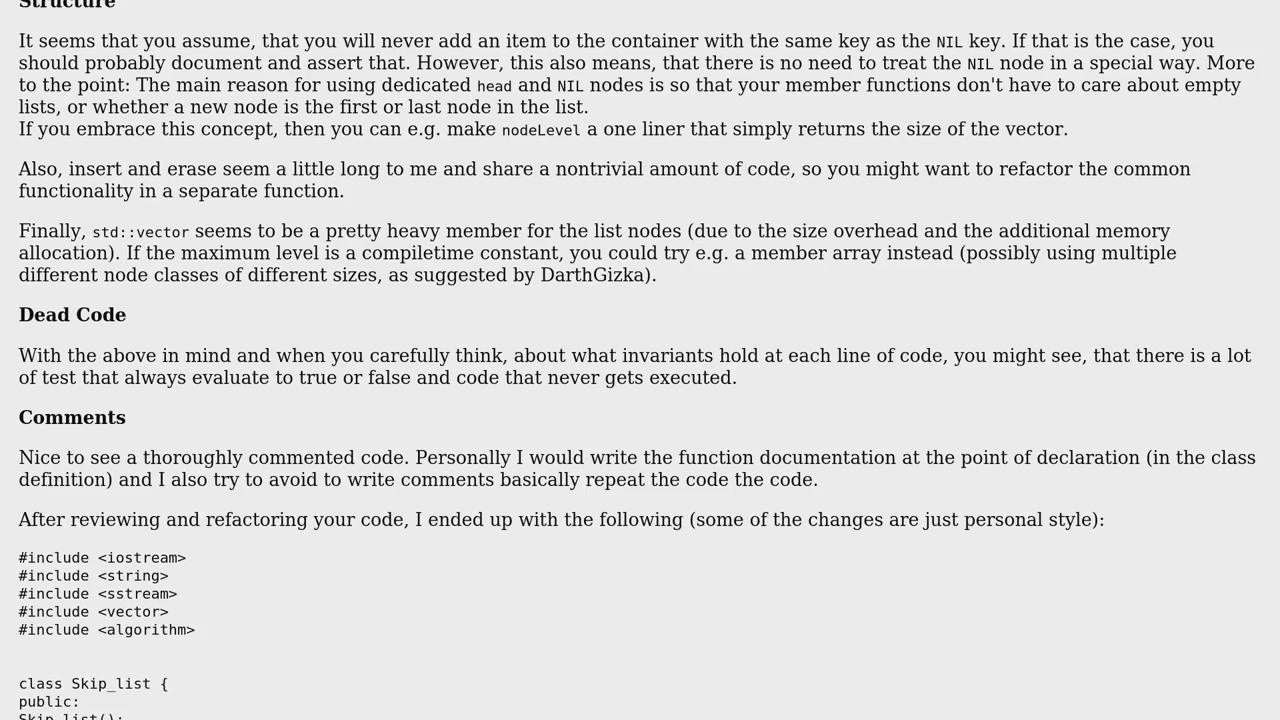 Structure
It seems that you assume, that you will never add an item to the container with the same key as the NIL key. If that is the case, you
should probably document and assert that. However, this also means, that there is no need to treat the NIL node in a special way. More
to the point: The main reason for using dedicated head and NIL nodes is so that your member functions don't have to care about empty
lists, or whether a new node is the first or last node in the list.
If you embrace this concept, then you can e.g. make nodeLevel a one liner that simply returns the size of the vector.
Also, insert and erase seem a little long to me and share a nontrivial amount of code, so you might want to refactor the common
functionality in a separate function.
Finally, std::vector seems to be a pretty heavy member for the list nodes (due to the size overhead and the additional memory
allocation). If the maximum level is a compiletime constant, you could try e.g. a member array instead (possibly using multiple
different node classes of different sizes, as suggested by DarthGizka).
Dead Code
With the above in mind and when you carefully think, about what invariants hold at each line of code, you might see, that there is a lot
of test that always evaluate to true or false and code that never gets executed.
Comments
Nice to see a thoroughly commented code. Personally I would write the function documentation at the point of declaration (in the class
definition) and I also try to avoid to write comments basically repeat the code the code.
After reviewing and refactoring your code, I ended up with the following (some of the changes are just personal style):
#include <iostream>
#include <string>
#include <sstream>
#include <vector>
#include <algorithm>
class Skip_list {
public:
Skip_list();